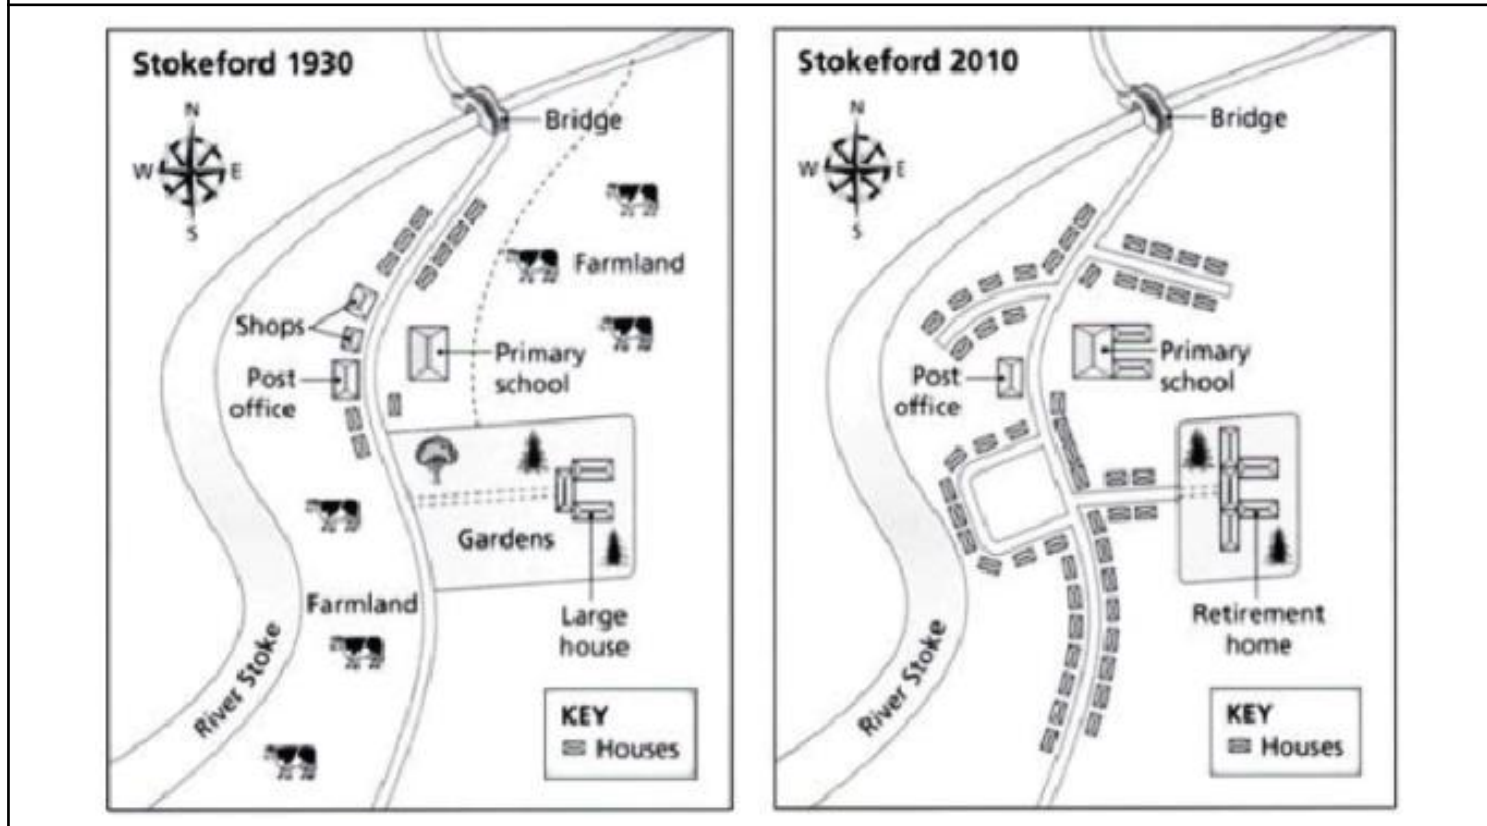 Stokeford 1930
N
W
E
S
Bridge
Farmland
Shops
Primary
school
Post
office
Gardens
Farmland
Large
house
River Stoke
KEY
Houses
Stokeford 2010
N
W
E
S
Bridge
Primary
school
Post
office
Retirement
home
River Stoke
KEY
Houses